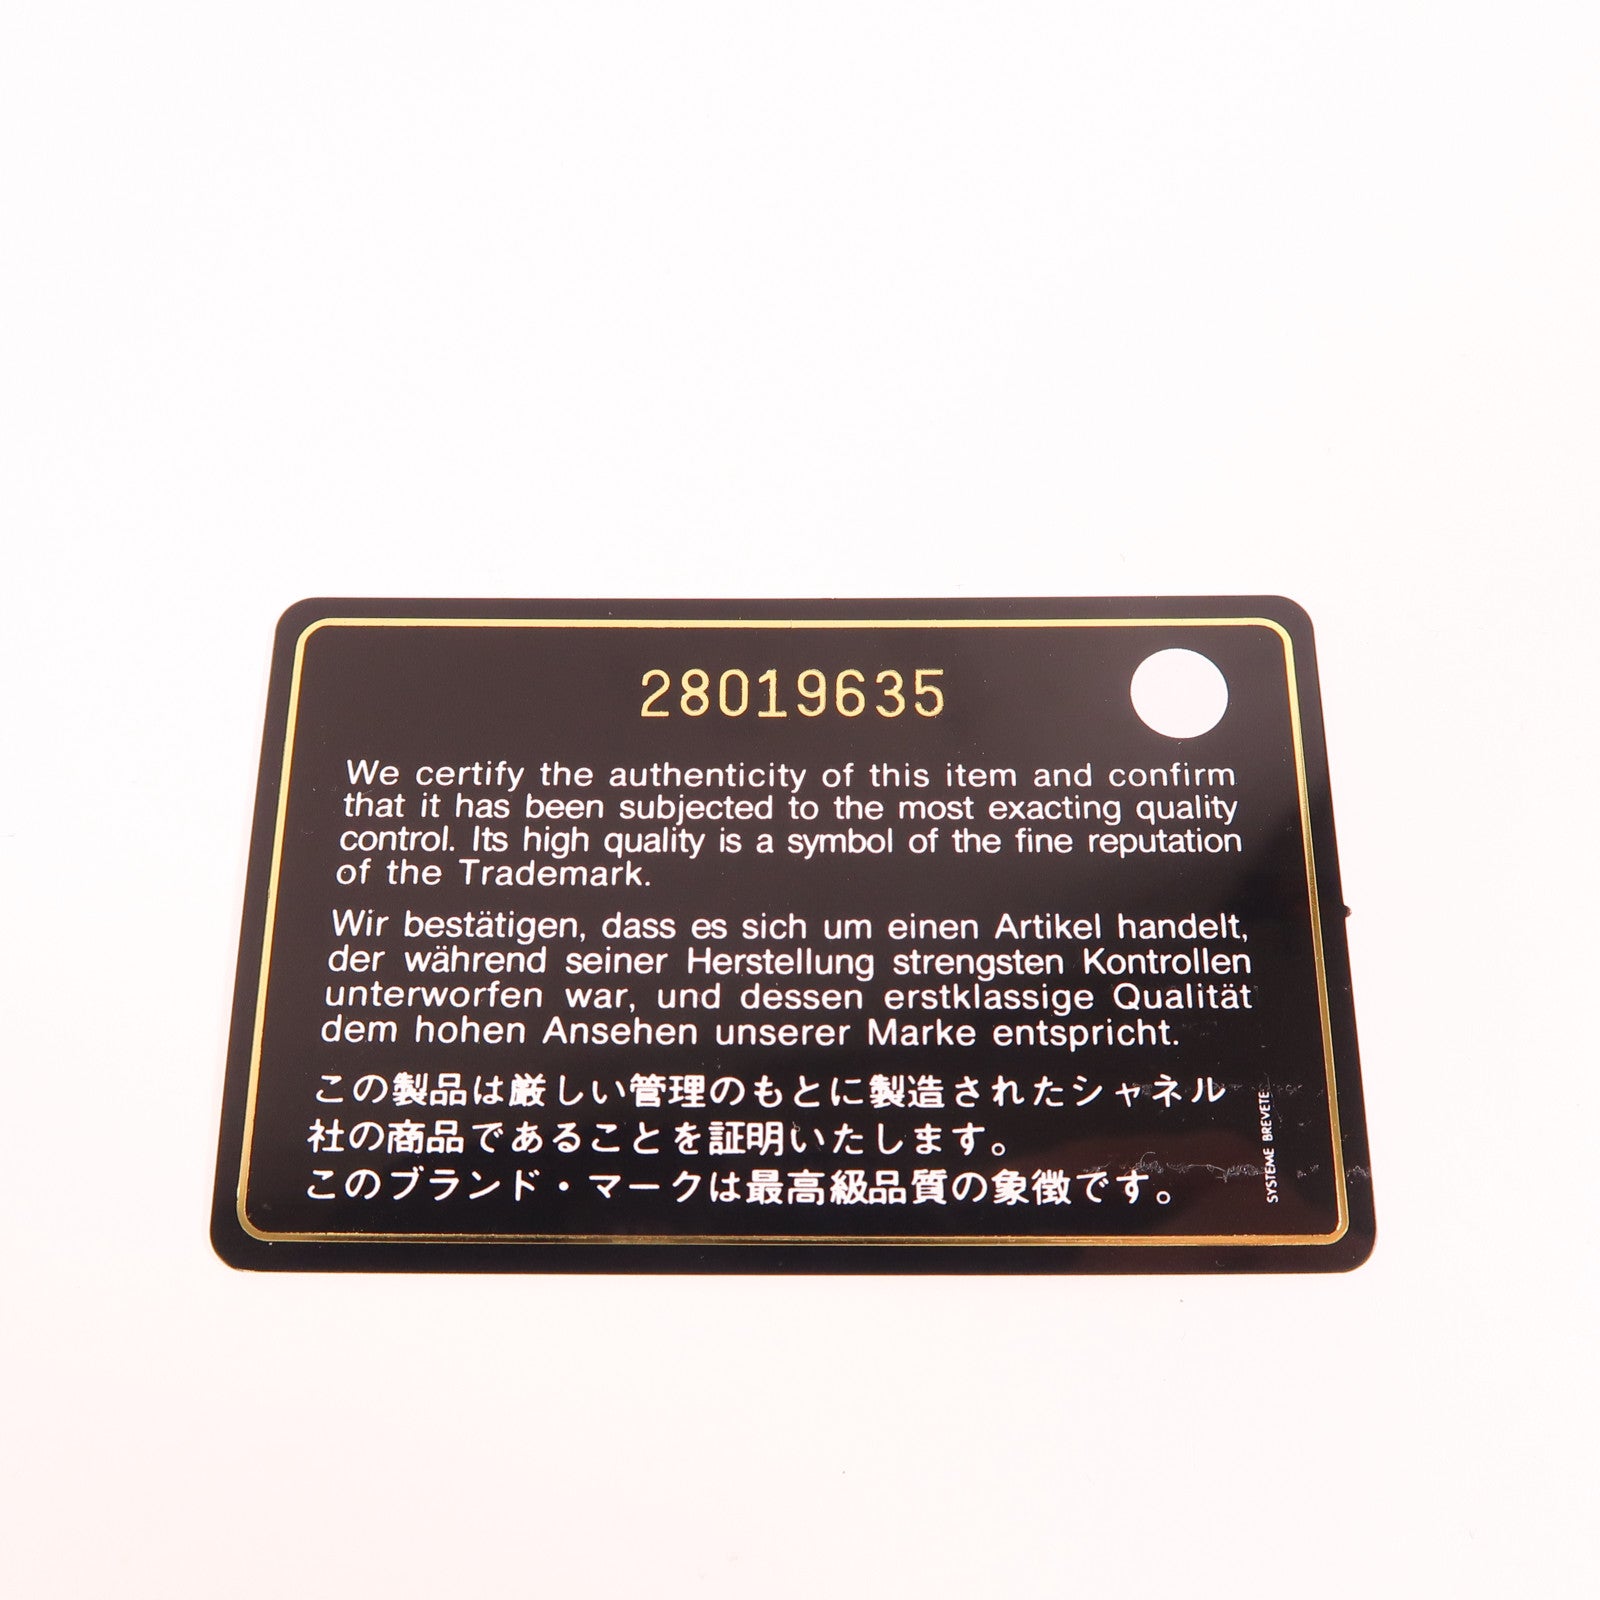 28019635
We certify the authenticity of this item and confirm
that it has been subjected to the most exacting quality
control. Its high quality is a symbol of the fine reputation
of the Trademark.
Wir bestätigen, dass es sich um einen Artikel handelt,
der während seiner Herstellung strengsten Kontrollen
unterworfen war, und dessen erstklassige Qualität
dem hohen Ansehen unserer Marke entspricht.
この製品は厳しい管理のもとに製造されたシャネル
社の商品であることを証明いたします。
このブランド・マークは最高級品質の象徴です。
SYSTEME BREVETE